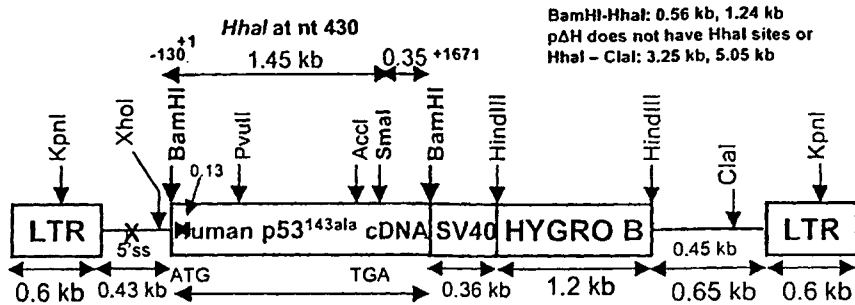 HhaI at nt 430
BamHI-HhaI: 0.56 kb, 1.24 kb
pΔH does not have HhaI sites or
HhaI – ClaI: 3.25 kb, 5.05 kb
-130 +1
1.45 kb
0.35 +1671
KpnI
XhoI
BamHI
PvuII
AccI
SmaI
BamHI
HindIII
HindIII
ClaI
KpnI
0.13
LTR
X
5'ss
Human p53143ala cDNA
SV40
HYGRO B
LTR
0.6 kb
0.43 kb
ATG
TGA
0.36 kb
1.2 kb
0.45 kb
0.65 kb
0.6 kb